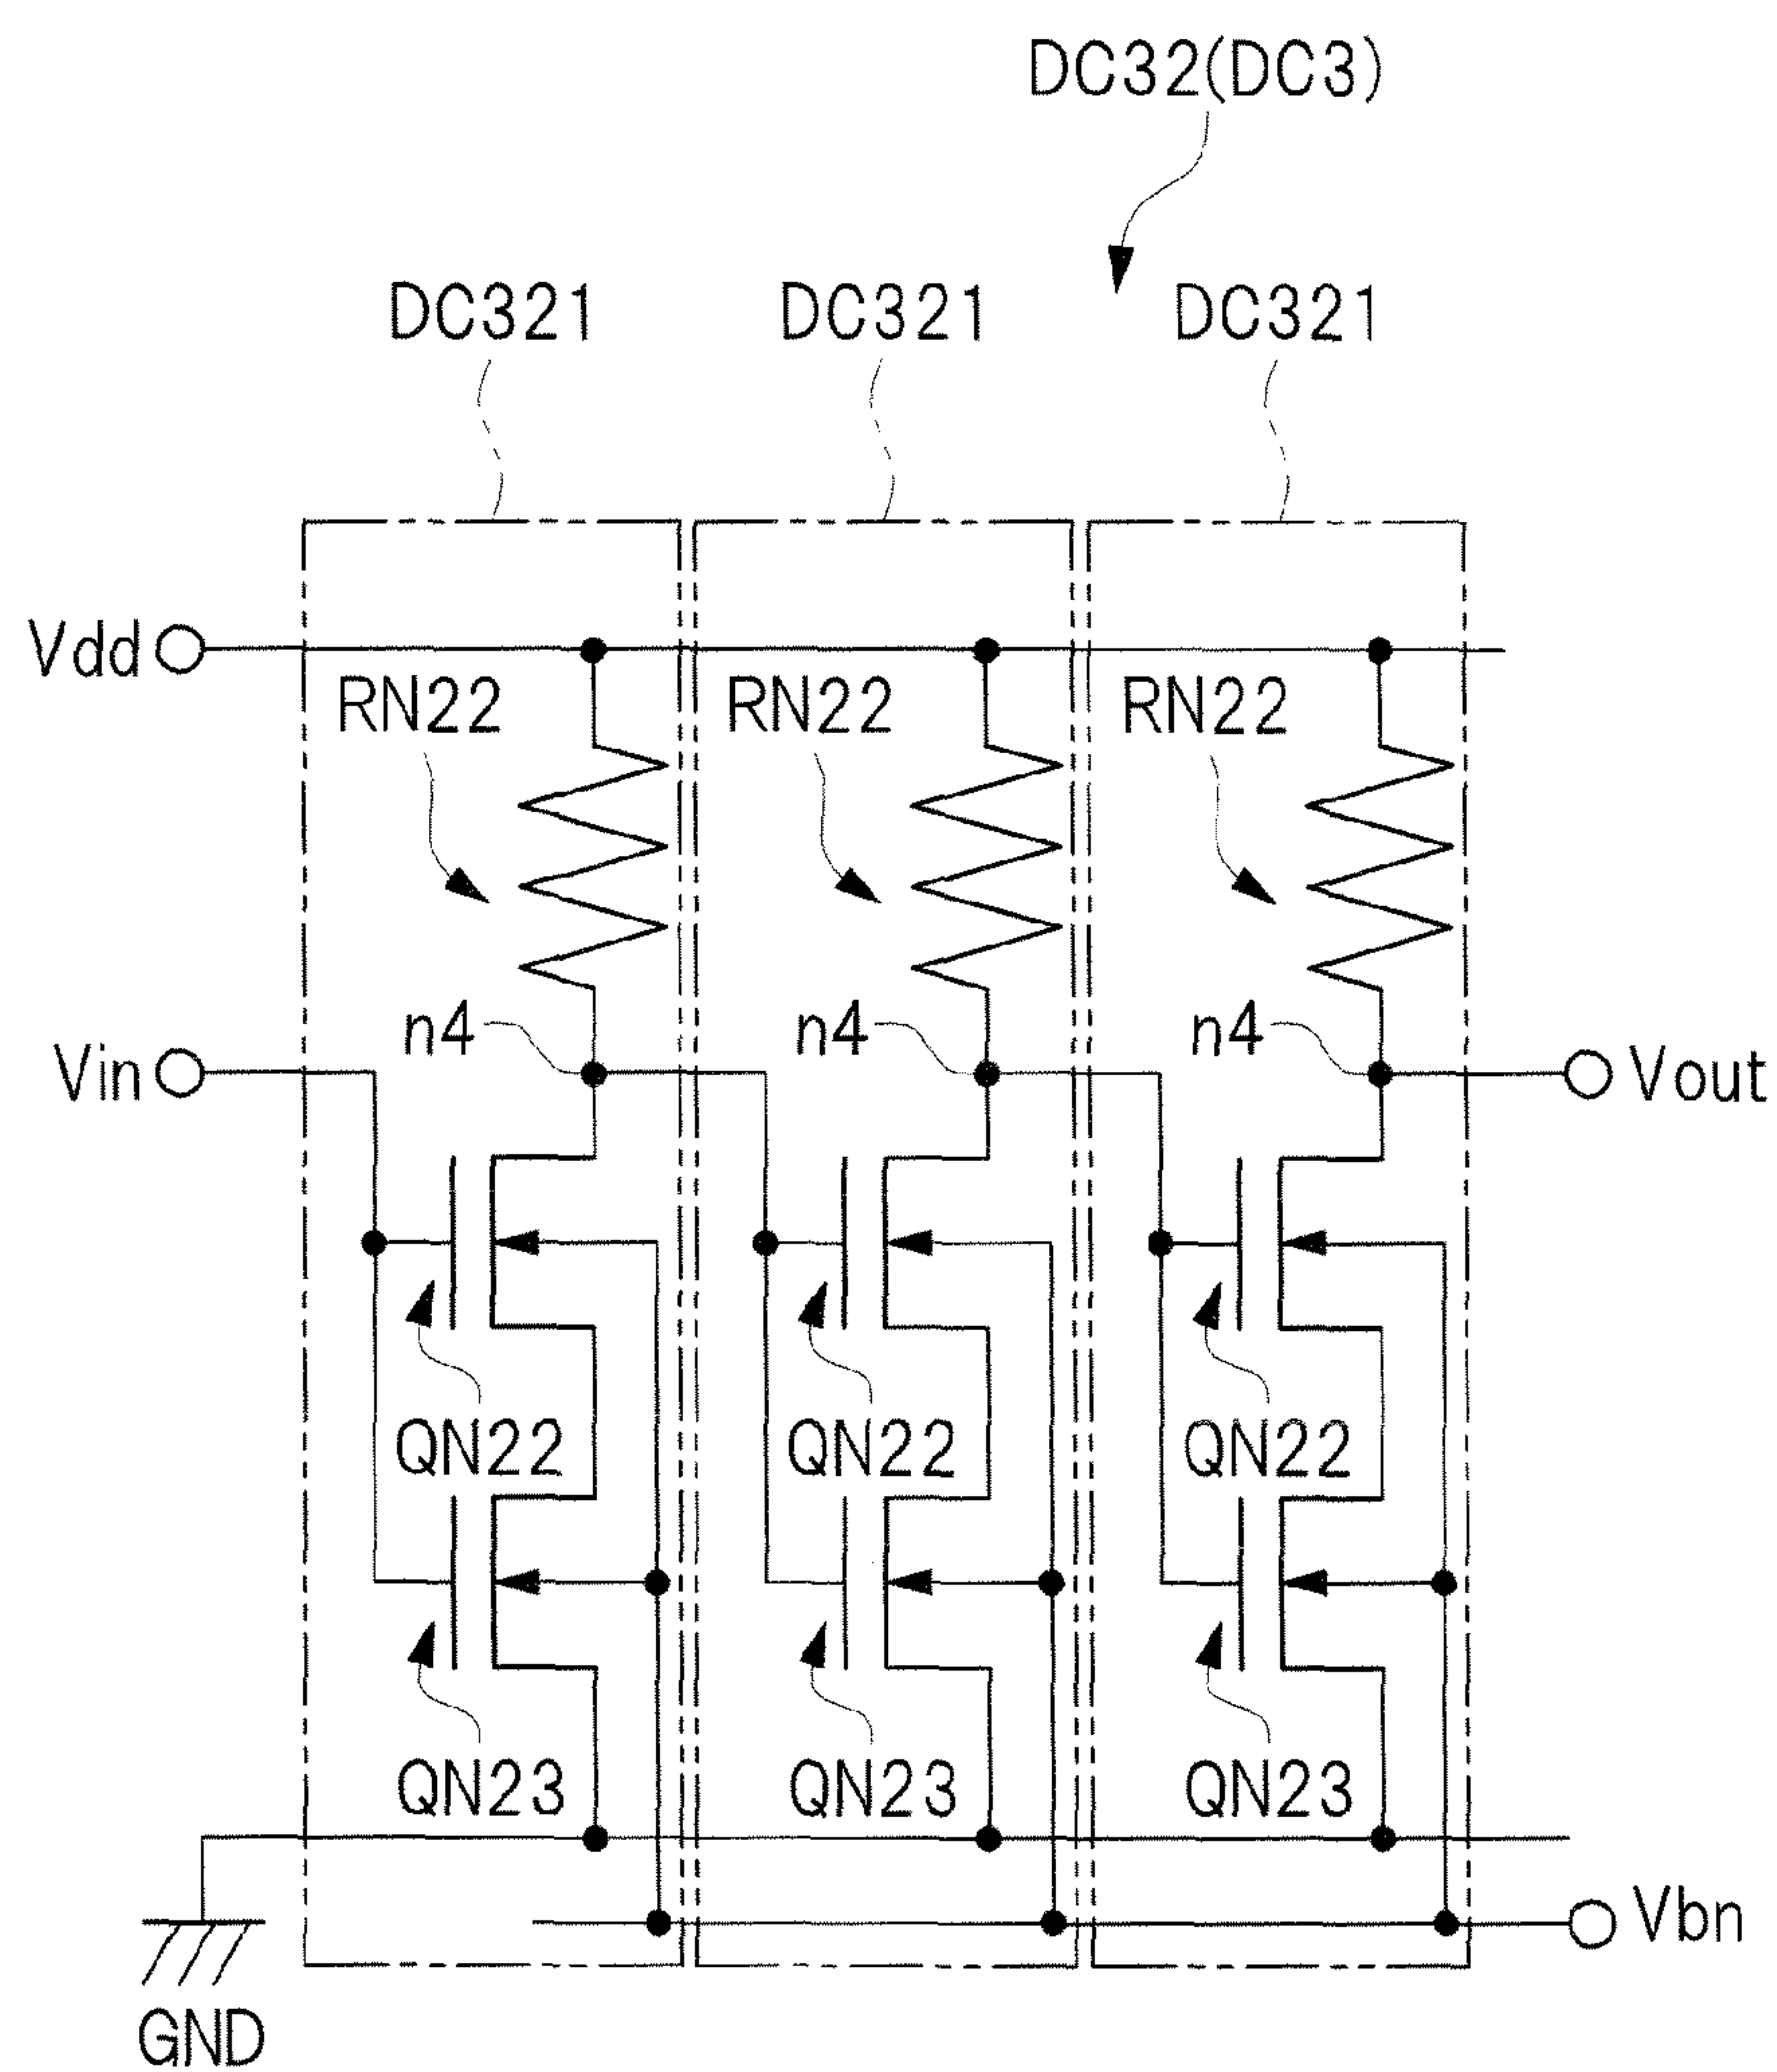 DC32(DC3)
DC321 DC321 DC321
Vdd
RN22 RN22 RN22
n4 n4 n4
Vin Vout
QN22 QN22 QN22
QN23 QN23 QN23
Vbn
GND